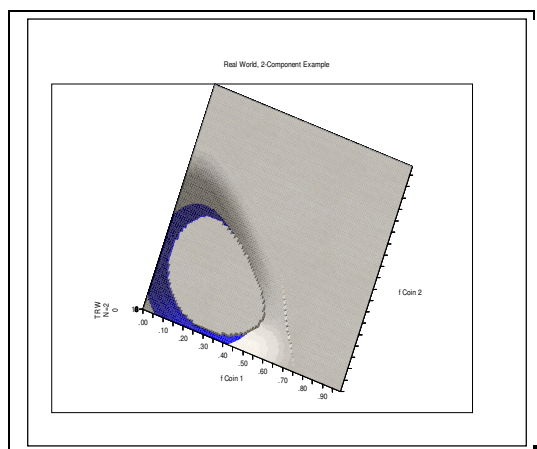 Real World, 2-Component Example
TRW
N=2
0
.00
.10
.20
.30
.40
.50
.60
.70
.80
.90
f Coin 1
f Coin 2